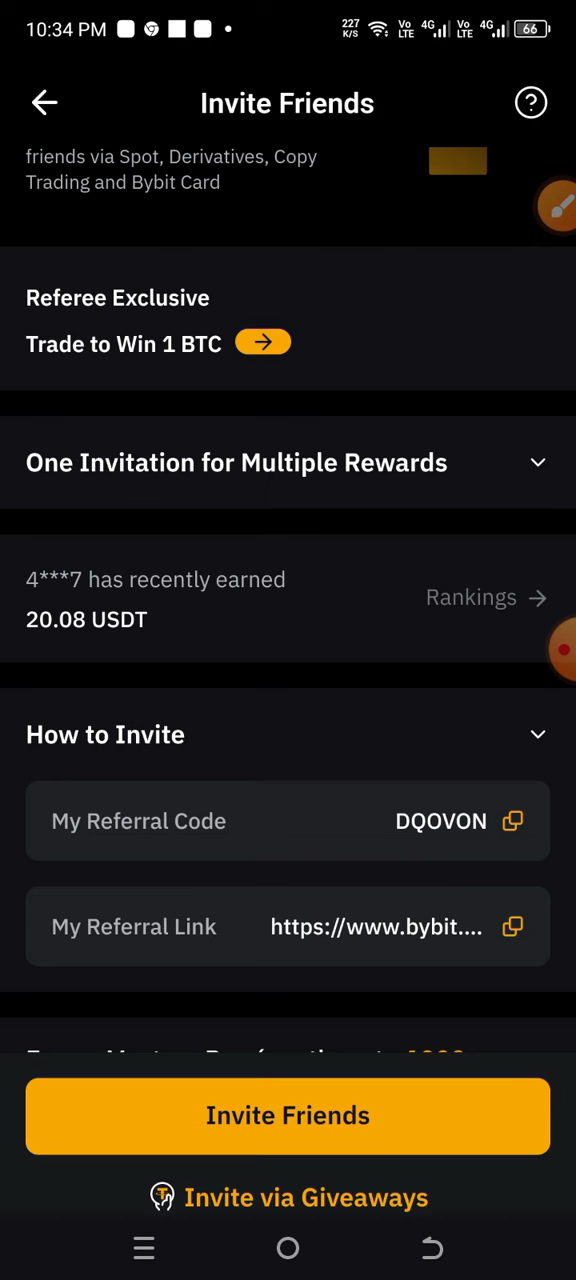 10:34 PM
227 K/S Vo LTE 4G Vo LTE 4G 66
Invite Friends
friends via Spot, Derivatives, Copy
Trading and Bybit Card
Referee Exclusive
Trade to Win 1 BTC
One Invitation for Multiple Rewards
4***7 has recently earned
20.08 USDT
Rankings
How to Invite
My Referral Code DQOVON
My Referral Link https://www.bybit....
Invite Friends
Invite via Giveaways